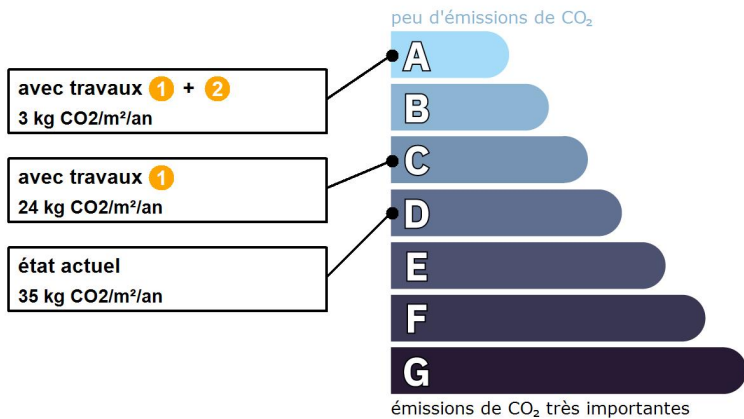 peu d'émissions de CO₂
A
avec travaux 1 + 2
3 kg CO2/m²/an
B
avec travaux 1
24 kg CO2/m²/an
C
D
état actuel
35 kg CO2/m²/an
E
F
G
émissions de CO₂ très importantes